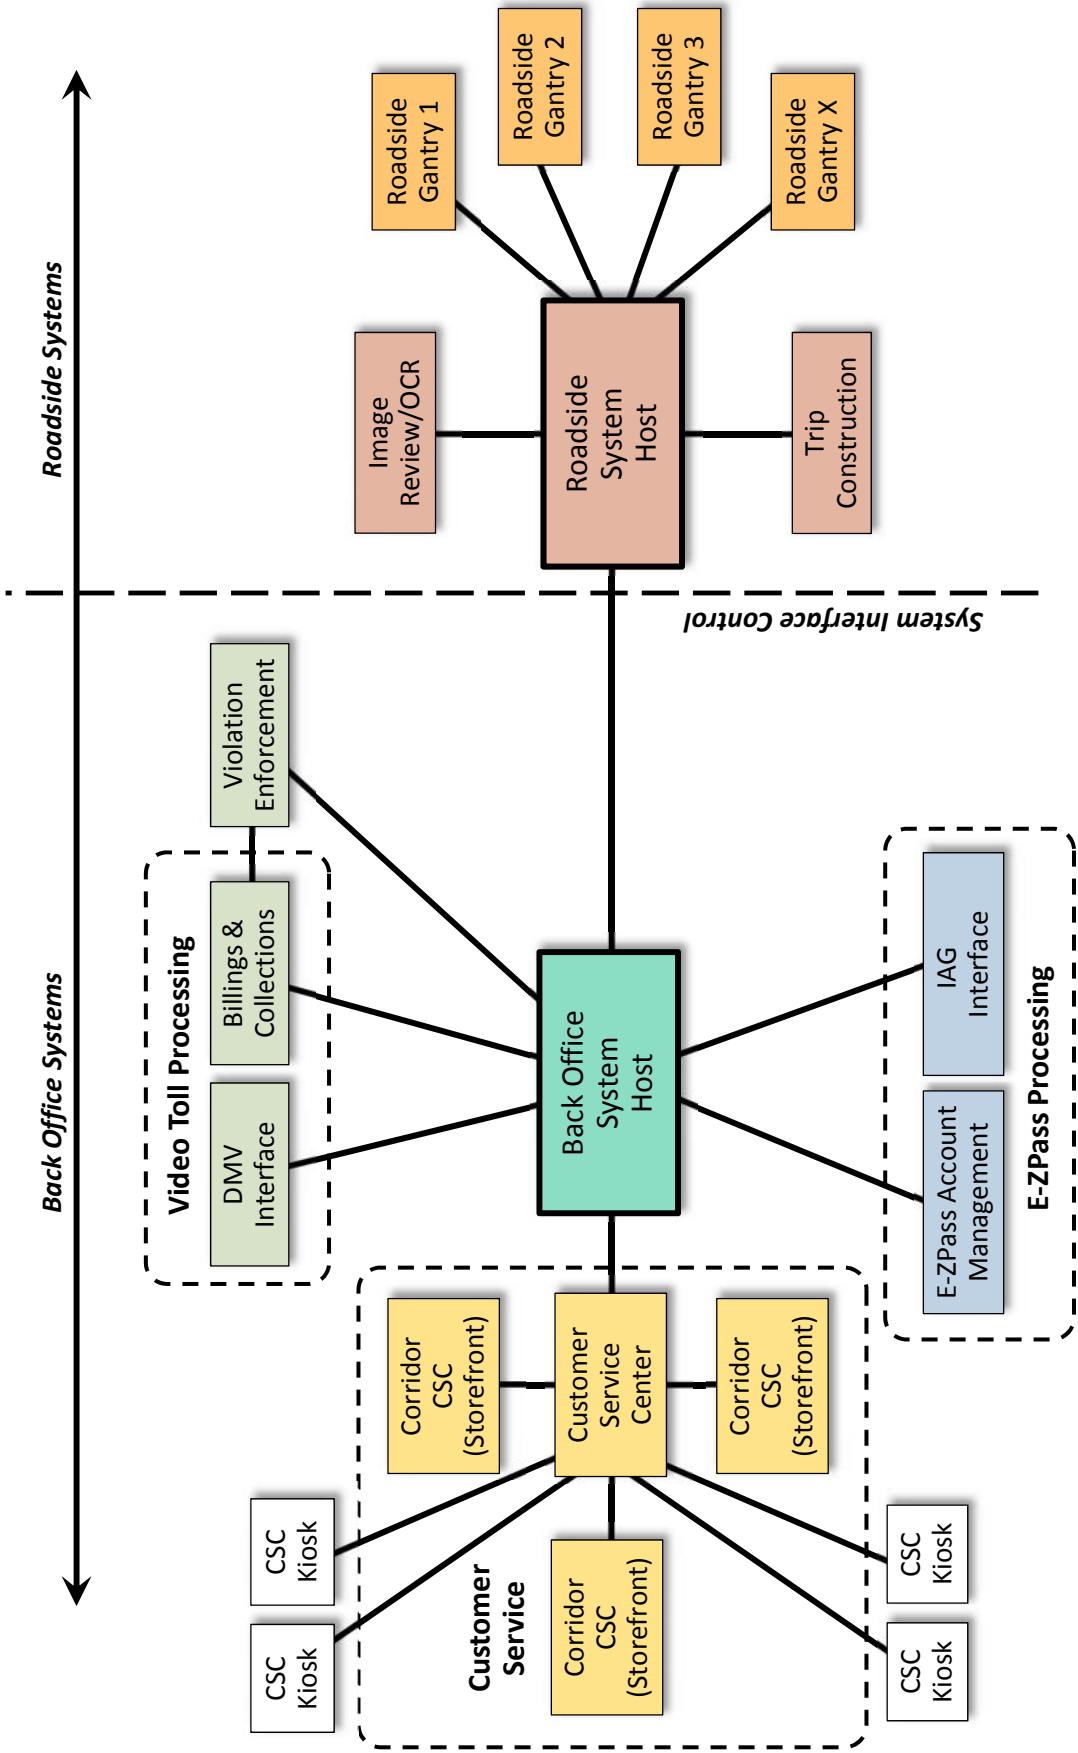 Back Office Systems
Roadside Systems
Video Toll Processing
DMV
Interface
Billings &
Collections
Violation
Enforcement
CSC
Kiosk
CSC
Kiosk
Customer
Service
Corridor
CSC
(Storefront)
Corridor
CSC
(Storefront)
Customer
Service
Center
Corridor
CSC
(Storefront)
CSC
Kiosk
CSC
Kiosk
Back Office
System
Host
E-ZPass Account
Management
IAG
Interface
E-ZPass Processing
System Interface Control
Image
Review/OCR
Roadside
System
Host
Trip
Construction
Roadside
Gantry 1
Roadside
Gantry 2
Roadside
Gantry 3
Roadside
Gantry X